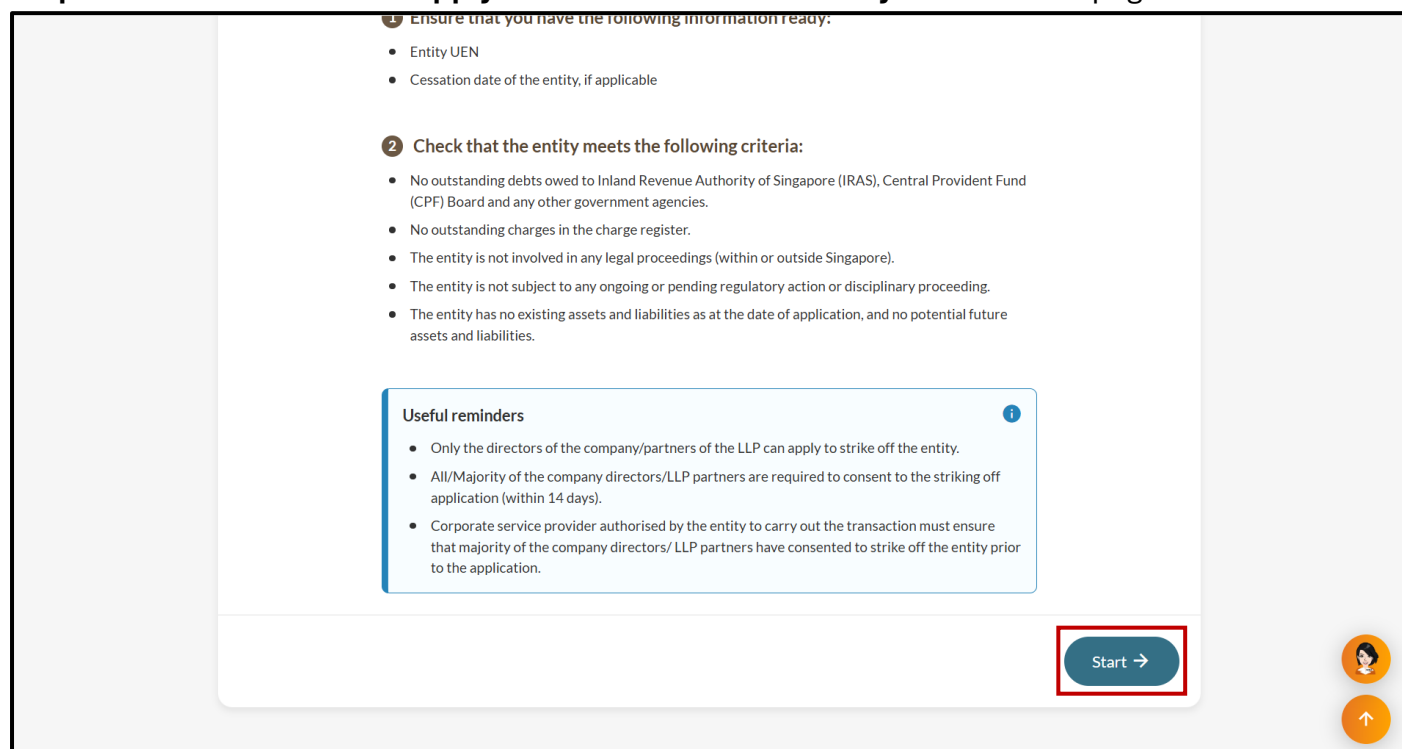 apply
page
1 Ensure that you have the following information ready:
• Entity UEN
• Cessation date of the entity, if applicable
2 Check that the entity meets the following criteria:
• No outstanding debts owed to Inland Revenue Authority of Singapore (IRAS), Central Provident Fund
(CPF) Board and any other government agencies.
• No outstanding charges in the charge register.
• The entity is not involved in any legal proceedings (within or outside Singapore).
• The entity is not subject to any ongoing or pending regulatory action or disciplinary proceeding.
• The entity has no existing assets and liabilities as at the date of application, and no potential future
assets and liabilities.
Useful reminders
• Only the directors of the company/partners of the LLP can apply to strike off the entity.
• All/Majority of the company directors/LLP partners are required to consent to the striking off
application (within 14 days).
• Corporate service provider authorised by the entity to carry out the transaction must ensure
that majority of the company directors/ LLP partners have consented to strike off the entity prior
to the application.
Start →